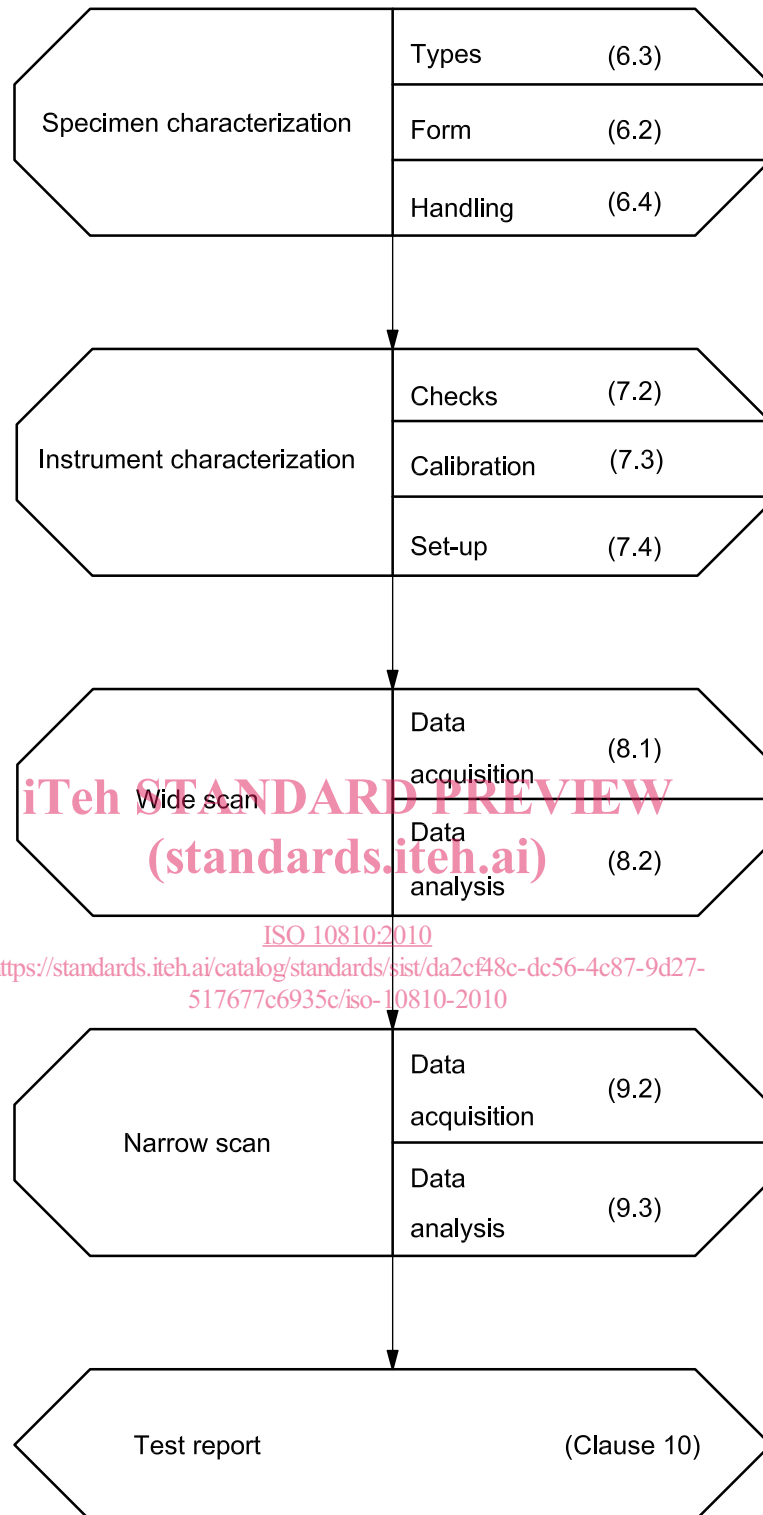 Types (6.3)
Specimen characterization
Form (6.2)
Handling (6.4)
Checks (7.2)
Instrument characterization
Calibration (7.3)
Set-up (7.4)
Data
acquisition (8.1)
Wide scan
Data
analysis (8.2)
iTeh STANDARD PREVIEW
(standards.iteh.ai)
ISO 10810:2010
ttps://standards.iteh.ai/catalog/standards/sist/da2cf48c-dc56-4c87-9d27-
517677c6935c/iso-10810-2010
Data
acquisition (9.2)
Narrow scan
Data
analysis (9.3)
Test report (Clause 10)